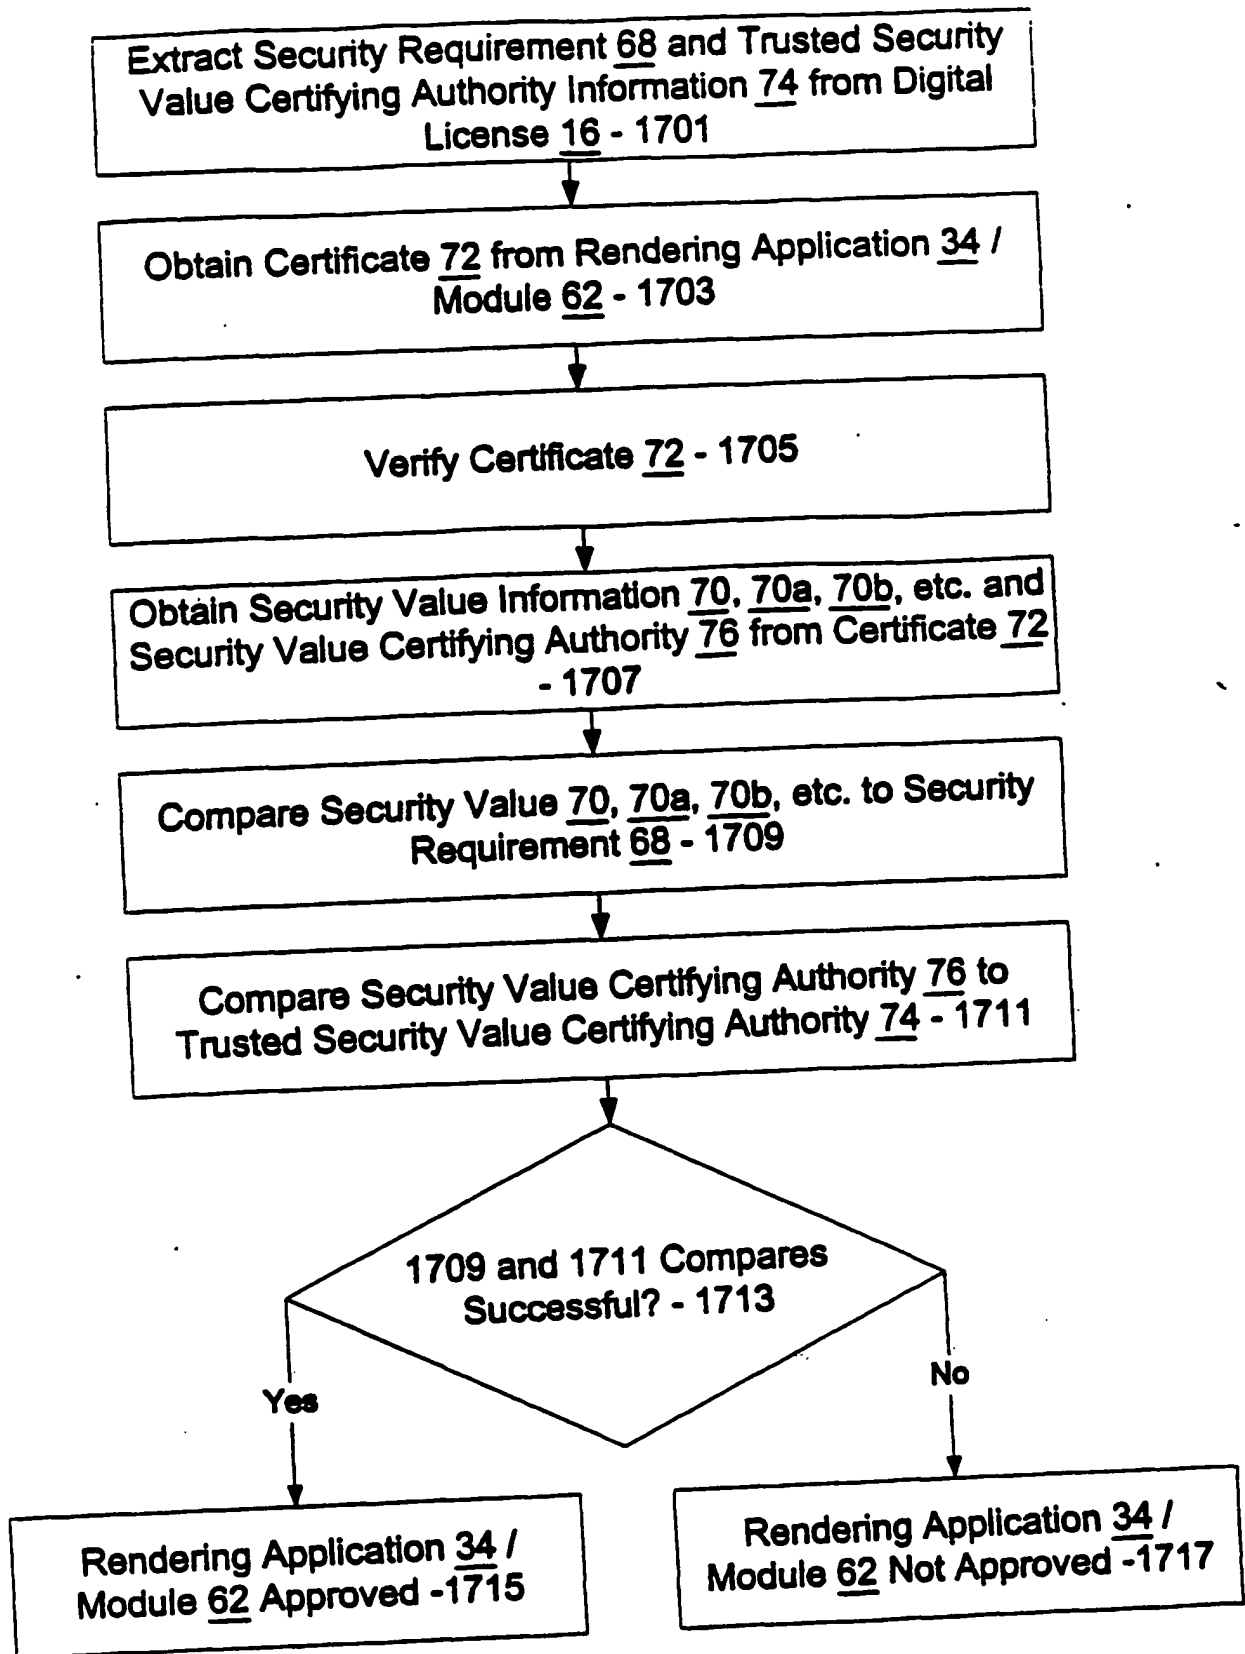 Extract Security Requirement 68 and Trusted Security
Value Certifying Authority Information 74 from Digital
License 16 - 1701
Obtain Certificate 72 from Rendering Application 34 /
Module 62 - 1703
Verify Certificate 72 - 1705
Obtain Security Value Information 70, 70a, 70b, etc. and
Security Value Certifying Authority 76 from Certificate 72
- 1707
Compare Security Value 70, 70a, 70b, etc. to Security
Requirement 68 - 1709
Compare Security Value Certifying Authority 76 to
Trusted Security Value Certifying Authority 74 - 1711
1709 and 1711 Compares
Successful? - 1713
Yes
No
Rendering Application 34 /
Module 62 Approved -1715
Rendering Application 34 /
Module 62 Not Approved -1717